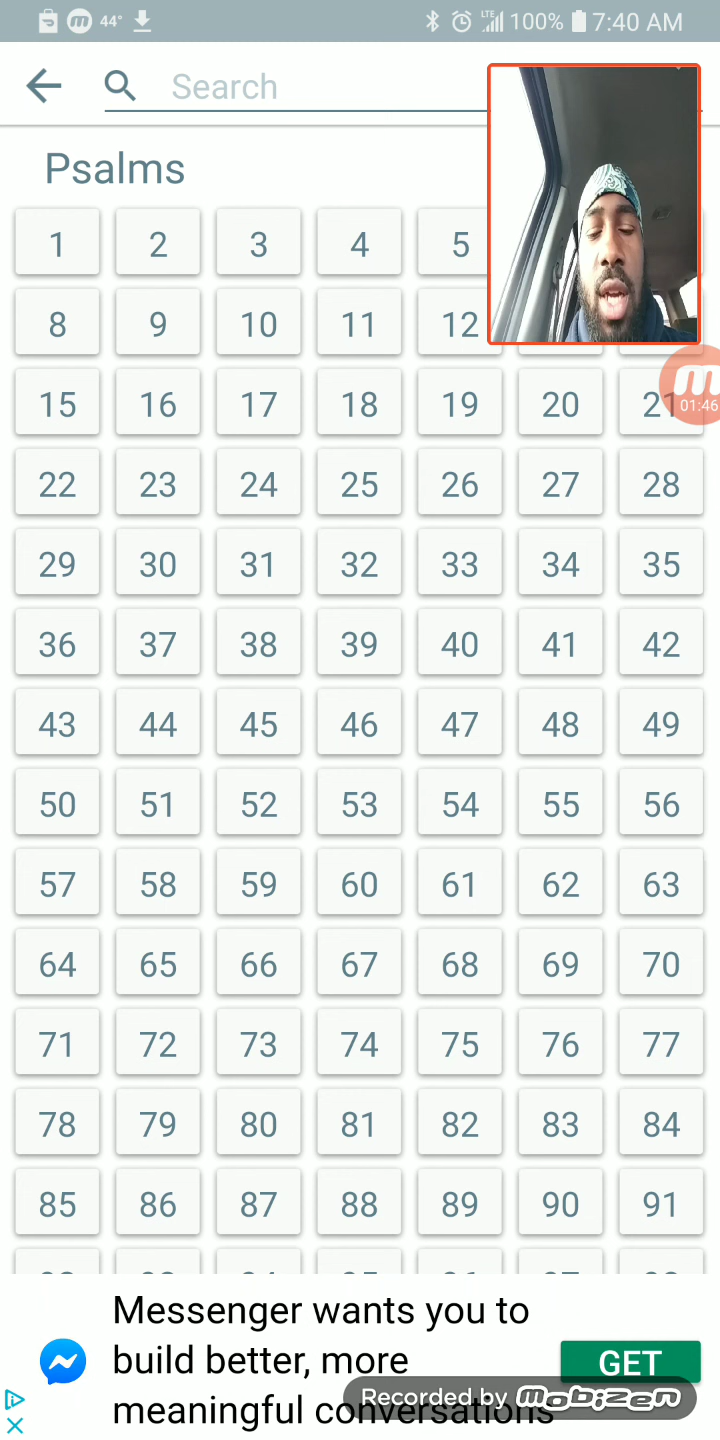 44° LTE 100% 7:40 AM
Search
Psalms
1 2 3 4 5
8 9 10 11 12
15 16 17 18 19 20 21
01:46
22 23 24 25 26 27 28
29 30 31 32 33 34 35
36 37 38 39 40 41 42
43 44 45 46 47 48 49
50 51 52 53 54 55 56
57 58 59 60 61 62 63
64 65 66 67 68 69 70
71 72 73 74 75 76 77
78 79 80 81 82 83 84
85 86 87 88 89 90 91
Messenger wants you to
build better, more
meaningful conversations
GET
Recorded by Mobizen